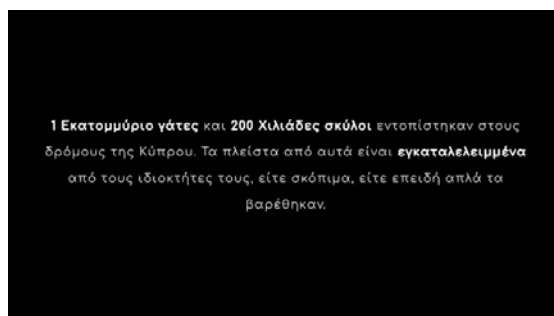 1 Εκατομμύριο γάτες και 200 Χιλιάδες σκύλοι εντοπίστηκαν στους
δρόμους της Κύπρου. Τα πλείστα από αυτά είναι εγκαταλελειμμένα
από τους ιδιοκτήτες τους, είτε σκόπιμα, είτε επειδή απλά τα
βαρέθηκαν.